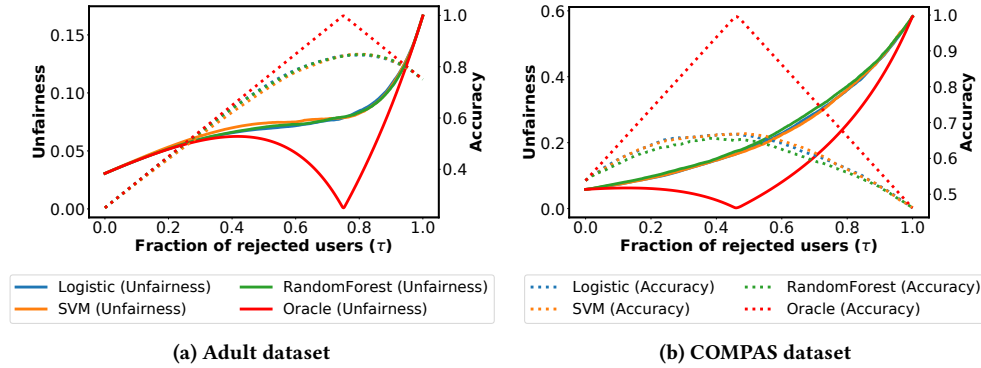 Unfairness
0.15
0.10
0.05
0.00
0.0 0.2 0.4 0.6 0.8 1.0
Fraction of rejected users (τ)
1.0
0.8
0.6
0.4
Accuracy
Logistic (Unfairness) RandomForest (Unfairness)
SVM (Unfairness) Oracle (Unfairness)
(a) Adult dataset
Unfairness
0.6
0.4
0.2
0.0
0.0 0.2 0.4 0.6 0.8 1.0
Fraction of rejected users (τ)
1.0
0.9
0.8
0.7
0.6
0.5
Accuracy
Logistic (Accuracy) RandomForest (Accuracy)
SVM (Accuracy) Oracle (Accuracy)
(b) COMPAS dataset